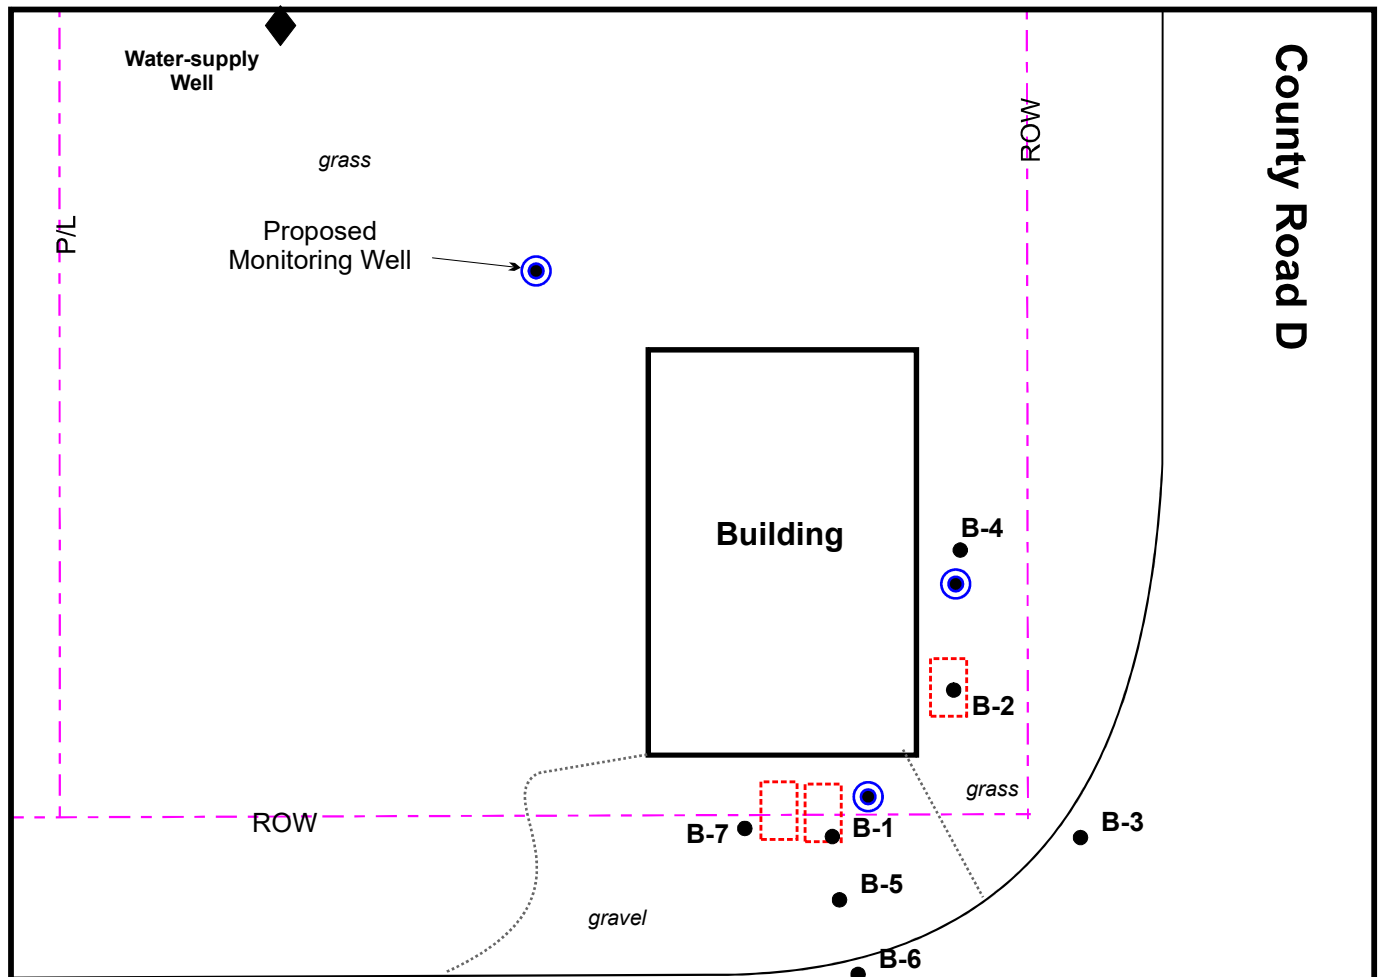 Water-supply
Well
County Road D
ROW
grass
P/L
Proposed
Monitoring Well
B-4
Building
B-2
grass
ROW
B-7
B-1
B-3
B-5
gravel
B-6